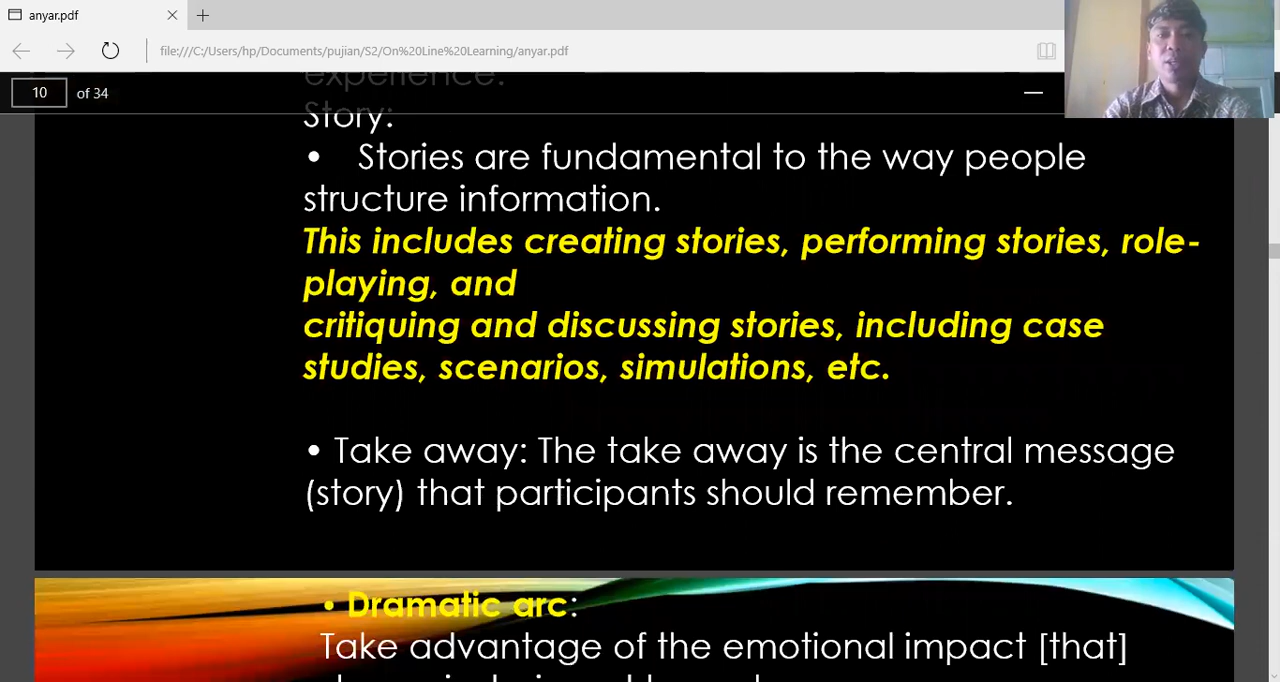 anyar.pdf
file:///C:/Users/hp/Documents/pujian/S2/On%20Line%20Learning/anyar.pdf
10 of 34
experience.
Story:
• Stories are fundamental to the way people
structure information.
This includes creating stories, performing stories, role-
playing, and
critiquing and discussing stories, including case
studies, scenarios, simulations, etc.
• Take away: The take away is the central message
(story) that participants should remember.
• Dramatic arc:
Take advantage of the emotional impact [that]